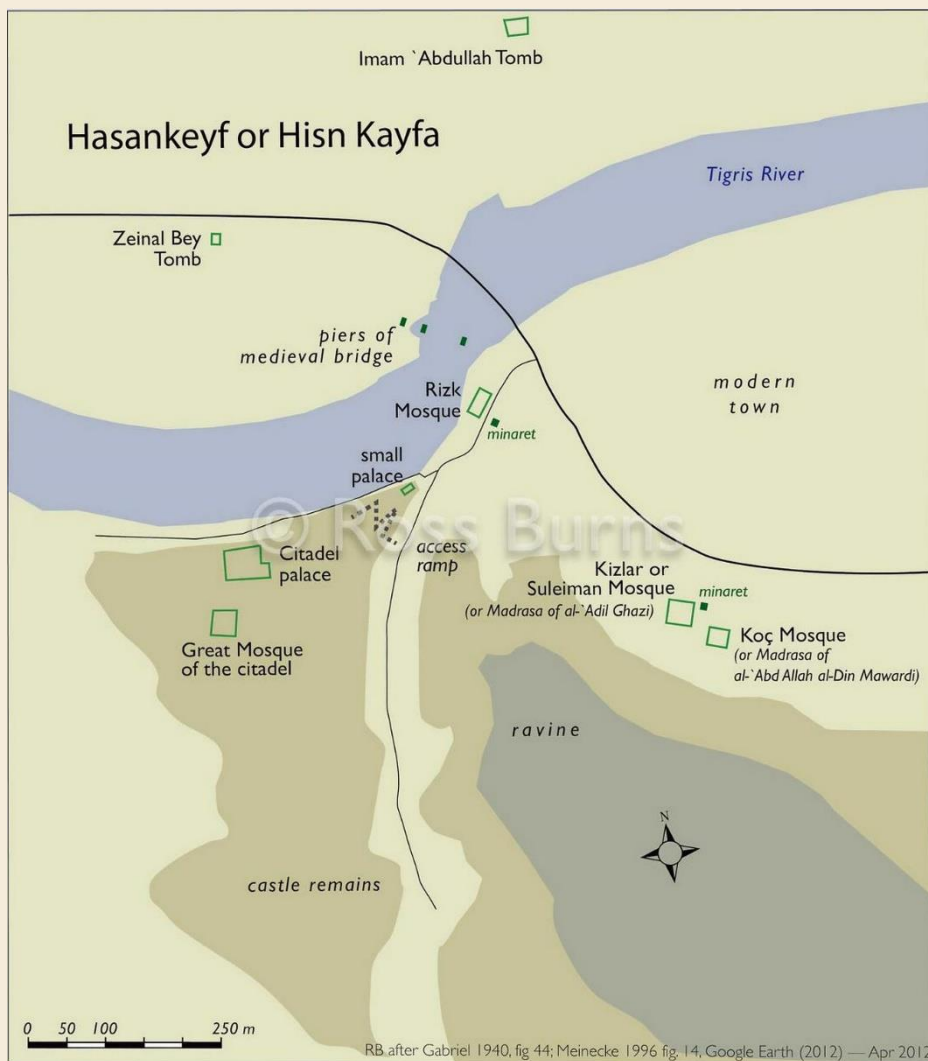 Imam `Abdullah Tomb
Hasankeyf or Hisn Kayfa
Tigris River
Zeinal Bey
Tomb
piers of
medieval bridge
Rizk
Mosque
minaret
modern
town
small
palace
© Ross Burns
access
ramp
Citadel
palace
Kizlar or
Suleiman Mosque
(or Madrasa of al-`Adil Ghazi)
minaret
Koç Mosque
(or Madrasa of
al-`Abd Allah al-Din Mawardi)
Great Mosque
of the citadel
ravine
N
castle remains
0 50 100 250 m
RB after Gabriel 1940, fig 44; Meinecke 1996 fig. 14, Google Earth (2012) — Apr 2012